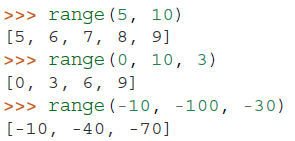 >>> range(5, 10)
[5, 6, 7, 8, 9]
>>> range(0, 10, 3)
[0, 3, 6, 9]
>>> range(-10, -100, -30)
[-10, -40, -70]